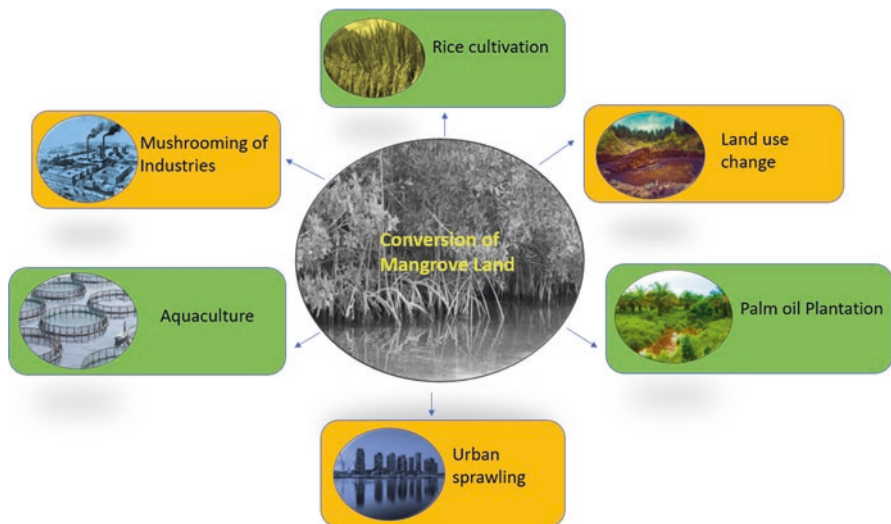 Rice cultivation
Mushrooming of
Industries
Land use
change
Conversion of
Mangrove Land
Aquaculture
Palm oil Plantation
Urban
sprawling